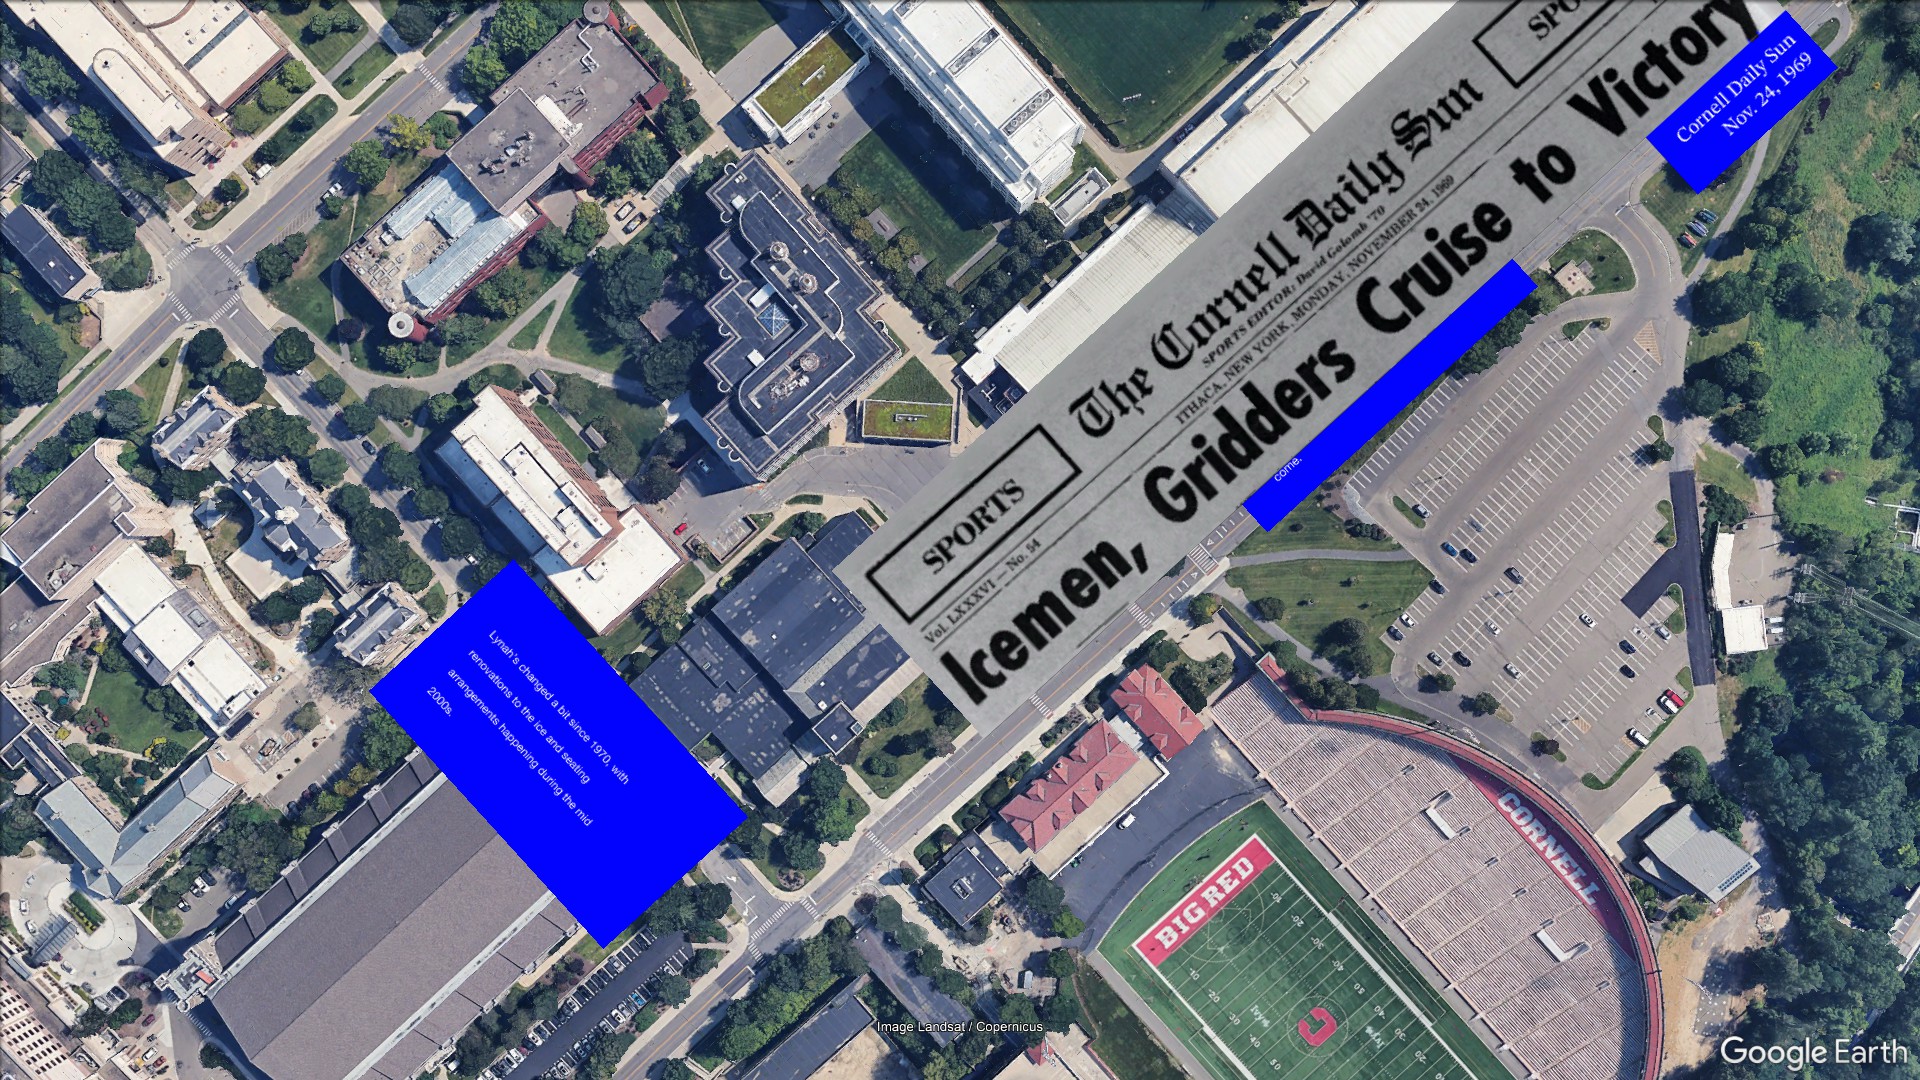 SPO
The Cornell Daily Sun
SPORTS EDITOR: David Golomb '70
SPORTS
ITHACA, NEW YORK, MONDAY, NOVEMBER 24, 1969
Vol. LXXXVI — No. 54
Icemen, Gridders Cruise to Victory
Cornell Daily Sun
Nov. 24, 1969
come.
Lynah's changed a bit since 1970, with
renovations to the ice and seating
arrangements happening during the mid
2000s.
CORNELL
BIG RED
C
Image Landsat / Copernicus
Google Earth